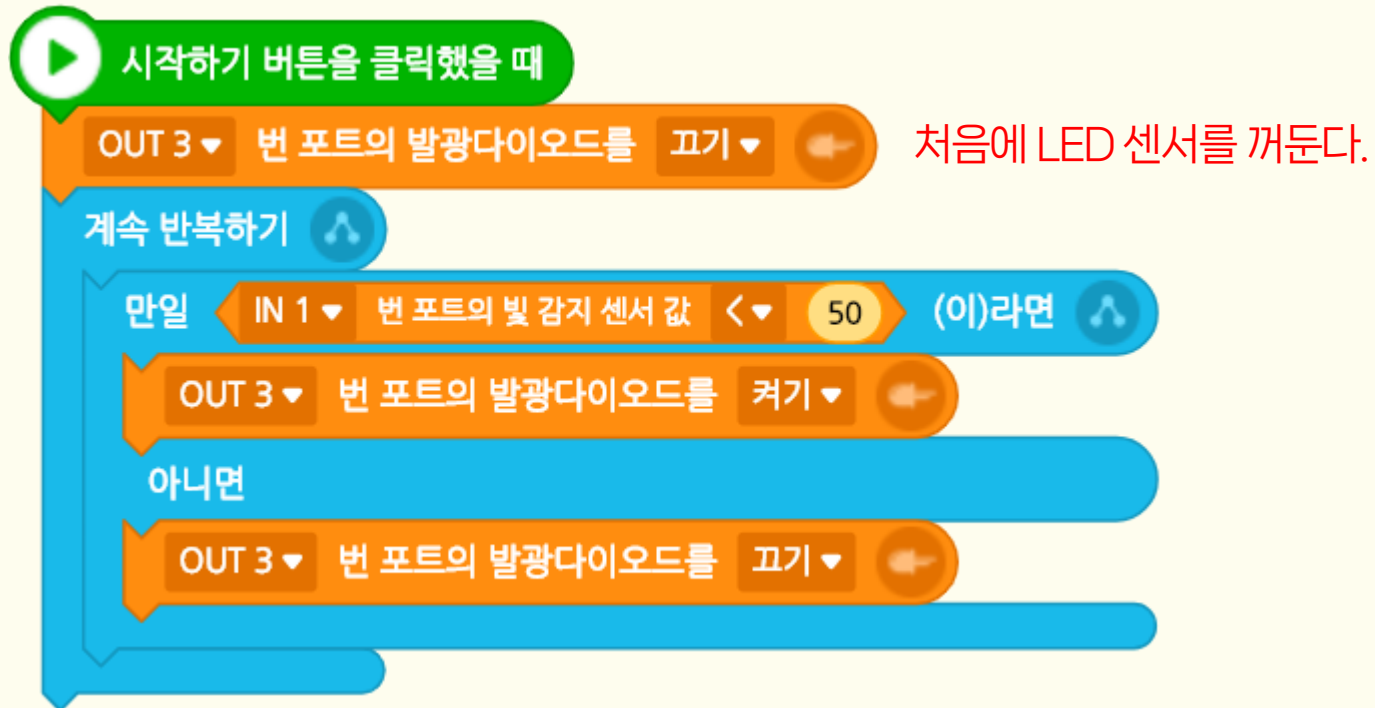 시작하기 버튼을 클릭했을 때
OUT 3 번 포트의 발광다이오드를 끄기 처음에 LED 센서를 꺼둔다.
계속 반복하기
만일 IN 1 번 포트의 빛 감지 센서 값 < 50 (이)라면
OUT 3 번 포트의 발광다이오드를 켜기
아니면
OUT 3 번 포트의 발광다이오드를 끄기